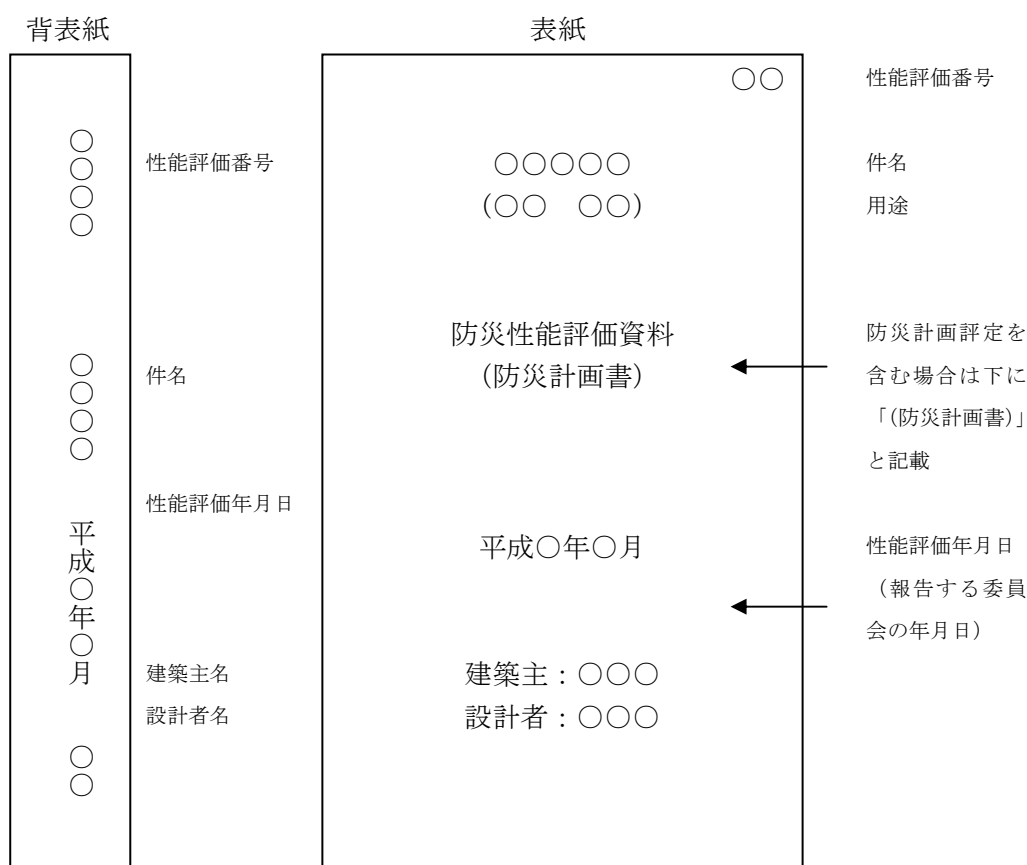 背表紙
表紙
○○○○
○○○○
平成○年○月
○○
性能評価番号
件名
性能評価年月日
建築主名
設計者名
○○
○○○○○
(○○　○○)
防災性能評価資料
(防災計画書)
平成○年○月
建築主：○○○
設計者：○○○
性能評価番号
件名
用途
防災計画評定を
含む場合は下に
「(防災計画書)」
と記載
性能評価年月日
（報告する委員
会の年月日）